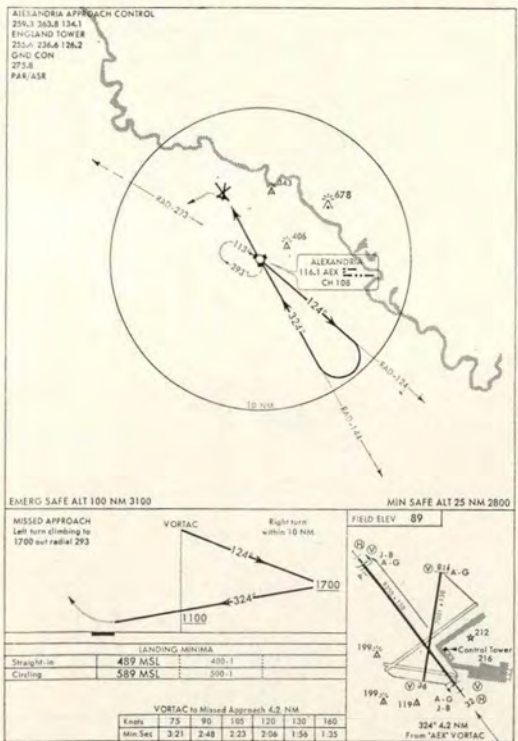 ALEXANDRIA APPROACH CONTROL
259.3 363.8 134.1
ENGLAND TOWER
255.6 236.6 126.2
GND CON
275.8
PAR/ASR
RAD-273
343
678
406
113°
293°
ALEXANDRIA
116.1 AEX
CH 108
124°
324°
RAD-124
RAD-144
10 NM
EMERG SAFE ALT 100 NM 3100
MIN SAFE ALT 25 NM 2800
MISSED APPROACH
Left turn climbing to
1700 out radial 293
VORTAC
Right turn
within 10 NM
124°
1700
324°
1100
FIELD ELEV 89
H
V
J-8
A-G
V
A-G
212
Control Tower
216
199
199
119
V
A-G
J-8
V
H
324° 4.2 NM
From "AEX" VORTAC
LANDING MINIMA
Straight-in 489 MSL 400-1
Circling 589 MSL 500-1
VORTAC to Missed Approach 4.2 NM
Knots 75 90 105 120 130 160
Min:Sec 3:21 2:48 2:23 2:06 1:56 1:35